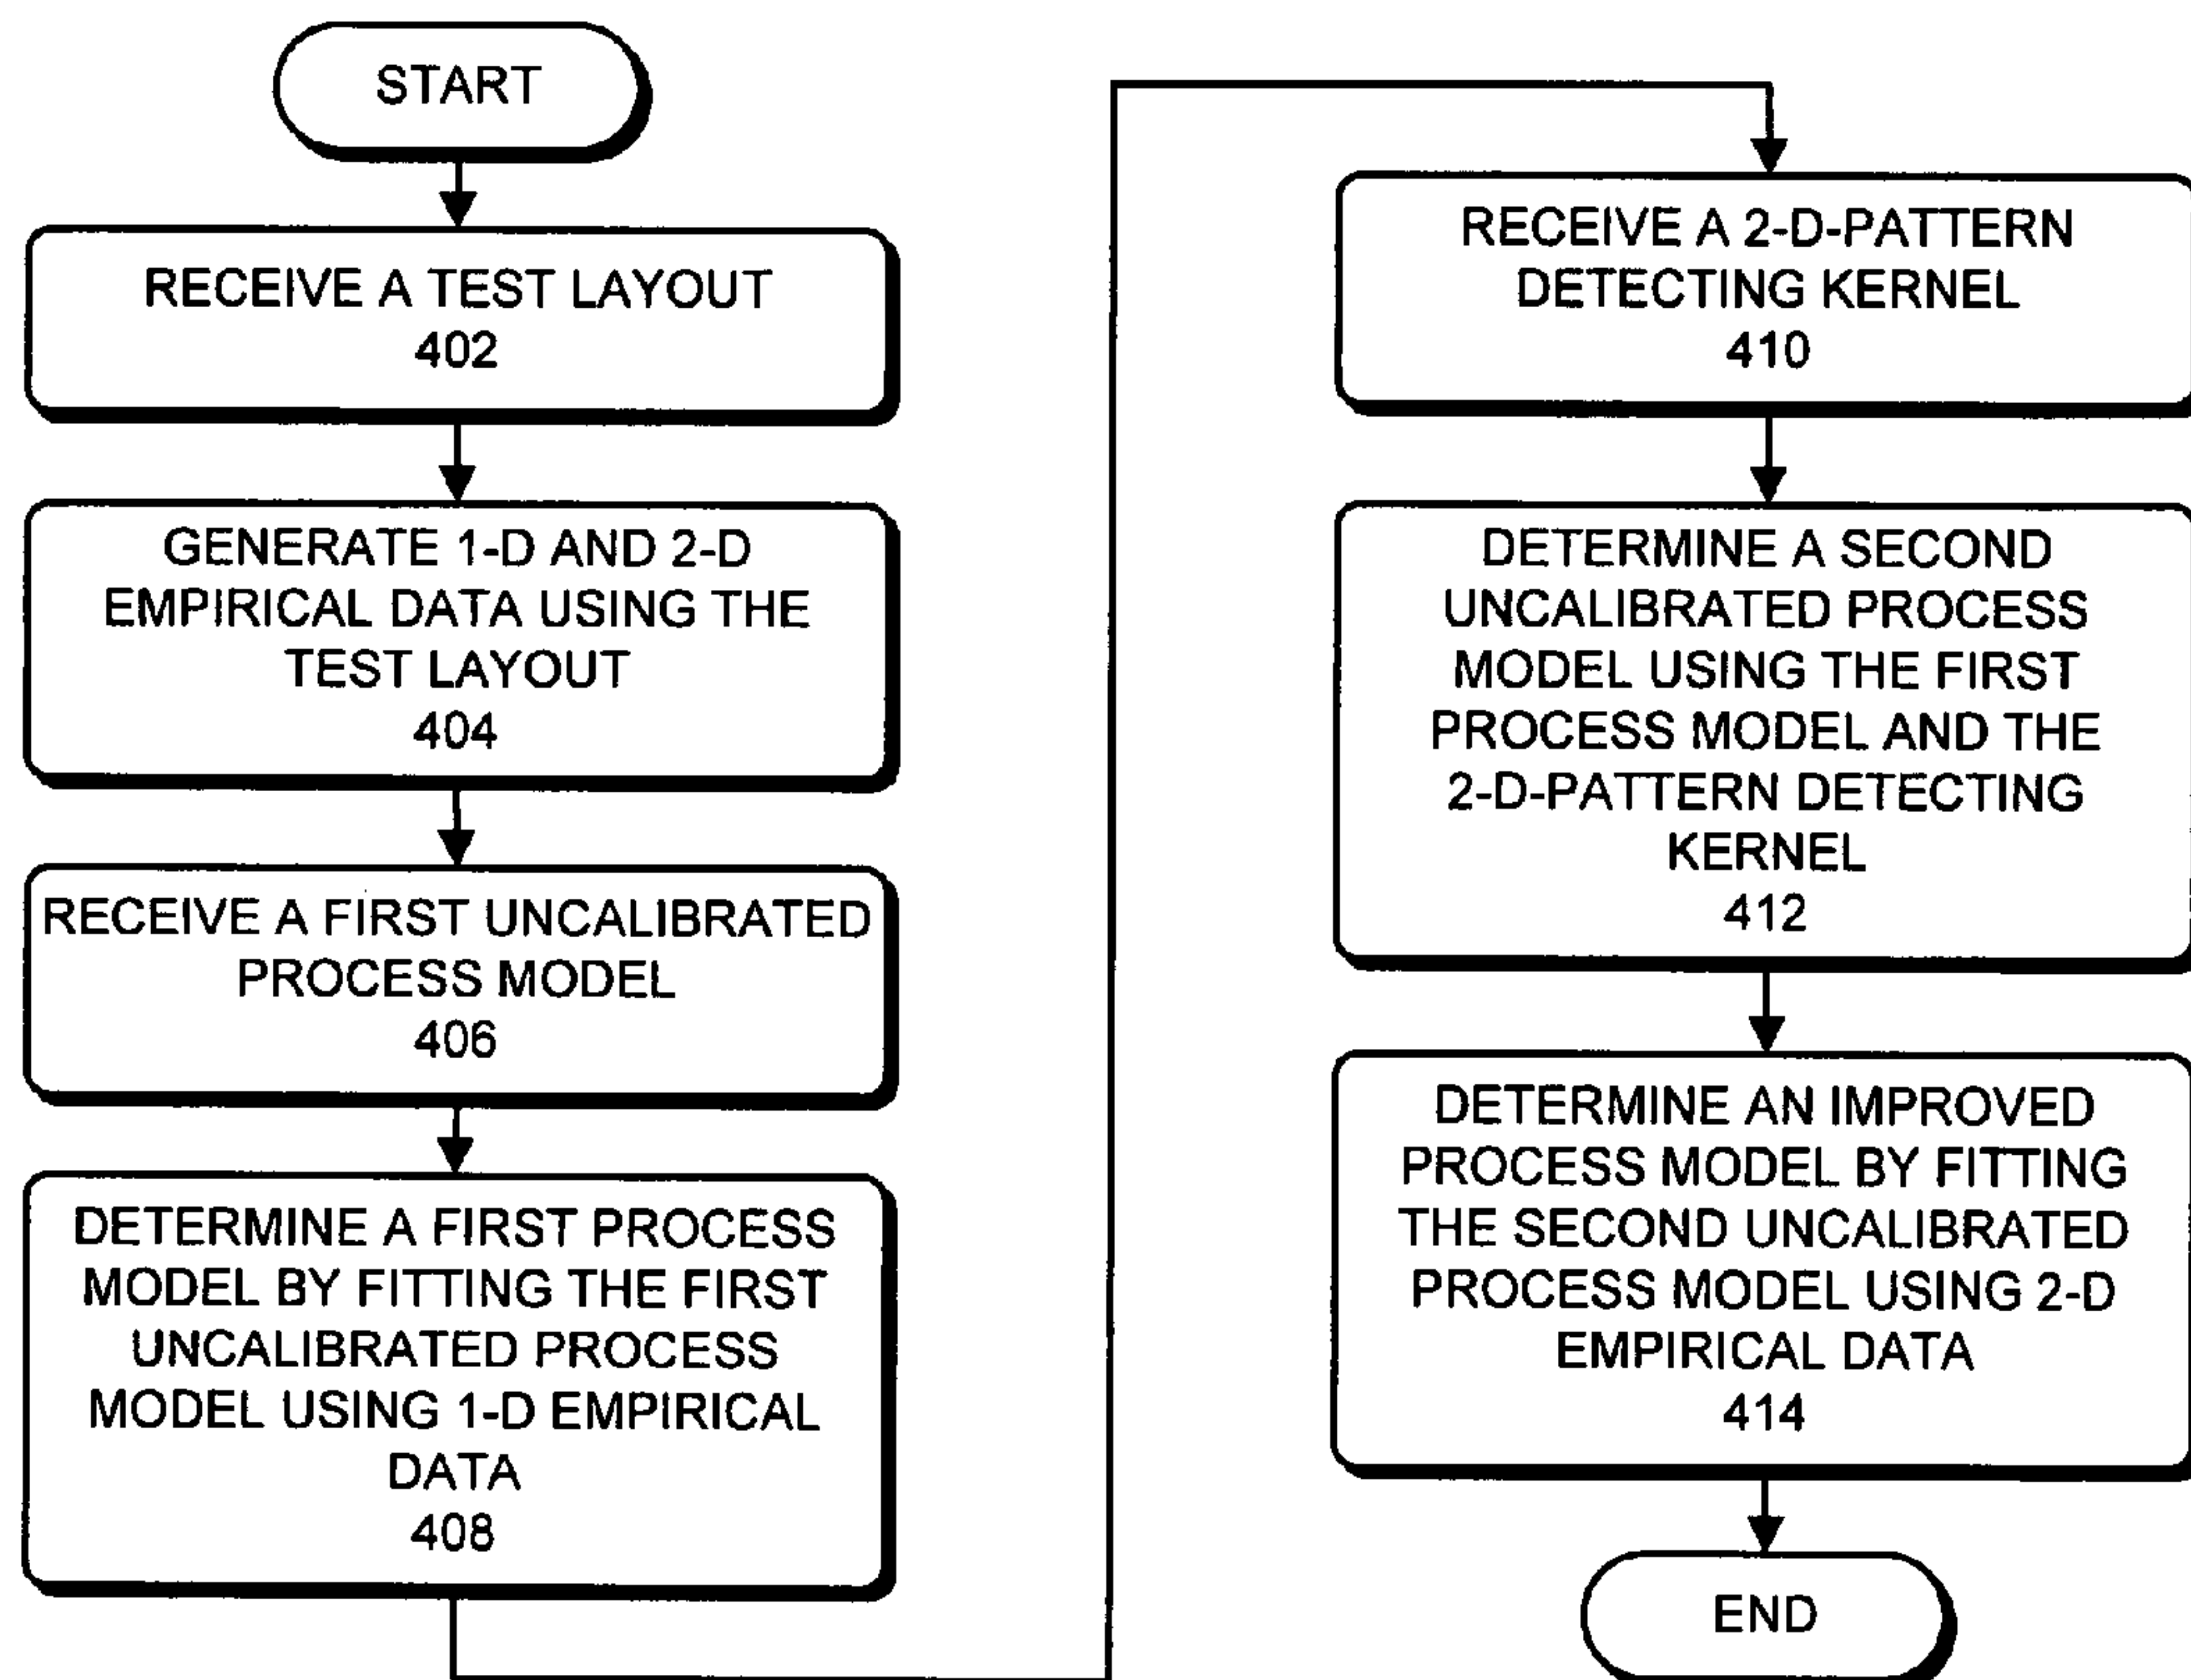 START
RECEIVE A TEST LAYOUT
402
GENERATE 1-D AND 2-D
EMPIRICAL DATA USING THE
TEST LAYOUT
404
RECEIVE A FIRST UNCALIBRATED
PROCESS MODEL
406
DETERMINE A FIRST PROCESS
MODEL BY FITTING THE FIRST
UNCALIBRATED PROCESS
MODEL USING 1-D EMPIRICAL
DATA
408
RECEIVE A 2-D-PATTERN
DETECTING KERNEL
410
DETERMINE A SECOND
UNCALIBRATED PROCESS
MODEL USING THE FIRST
PROCESS MODEL AND THE
2-D-PATTERN DETECTING
KERNEL
412
DETERMINE AN IMPROVED
PROCESS MODEL BY FITTING
THE SECOND UNCALIBRATED
PROCESS MODEL USING 2-D
EMPIRICAL DATA
414
END